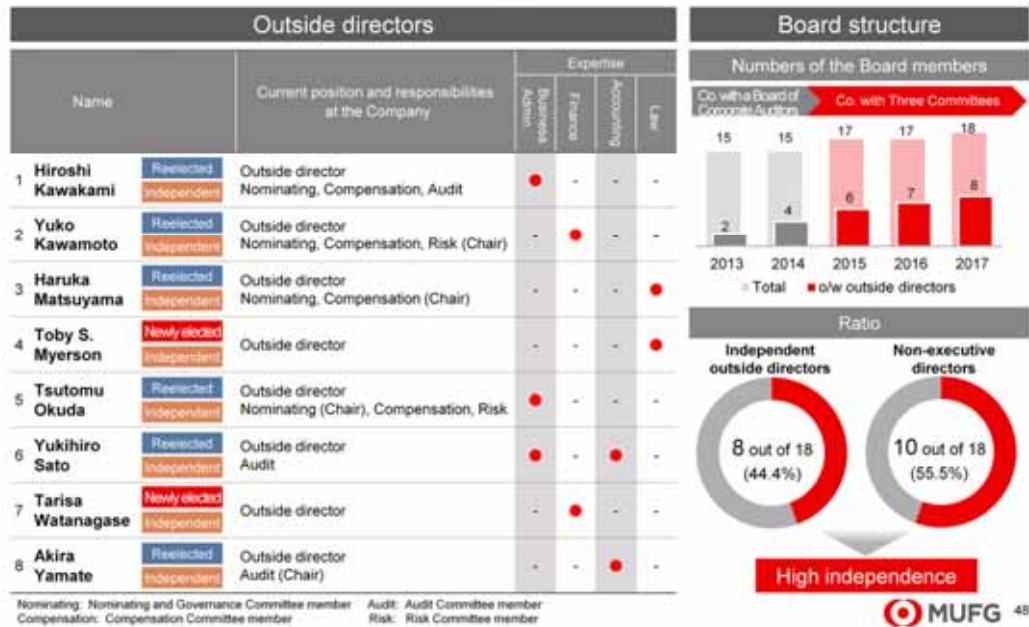 Outside directors
Name
Current position and responsibilities
at the Company
Expertise
Business
Admin
Finance
Accounting
Law
1 Hiroshi
Kawakami
Reelected
Independent
Outside director
Nominating, Compensation, Audit
● - - -
2 Yuko
Kawamoto
Reelected
Independent
Outside director
Nominating, Compensation, Risk (Chair)
- ● - -
3 Haruka
Matsuyama
Reelected
Independent
Outside director
Nominating, Compensation (Chair)
- - - ●
4 Toby S.
Myerson
Newly elected
Independent
Outside director
- - - ●
5 Tsutomu
Okuda
Reelected
Independent
Outside director
Nominating (Chair), Compensation, Risk
● - - -
6 Yukihiro
Sato
Reelected
Independent
Outside director
Audit
● - ● -
7 Tarisa
Watanagase
Newly elected
Independent
Outside director
- ● - -
8 Akira
Yamate
Reelected
Independent
Outside director
Audit (Chair)
- - ● -
Nominating: Nominating and Governance Committee member Audit: Audit Committee member
Compensation: Compensation Committee member Risk: Risk Committee member
Board structure
Numbers of the Board members
Co. with a Board of
Corporate Auditors
Co. with Three Committees
15 15 17 17 18
2 4 6 7 8
2013 2014 2015 2016 2017
Total o/w outside directors
Ratio
Independent
outside directors
8 out of 18
(44.4%)
Non-executive
directors
10 out of 18
(55.5%)
High independence
MUFG 48